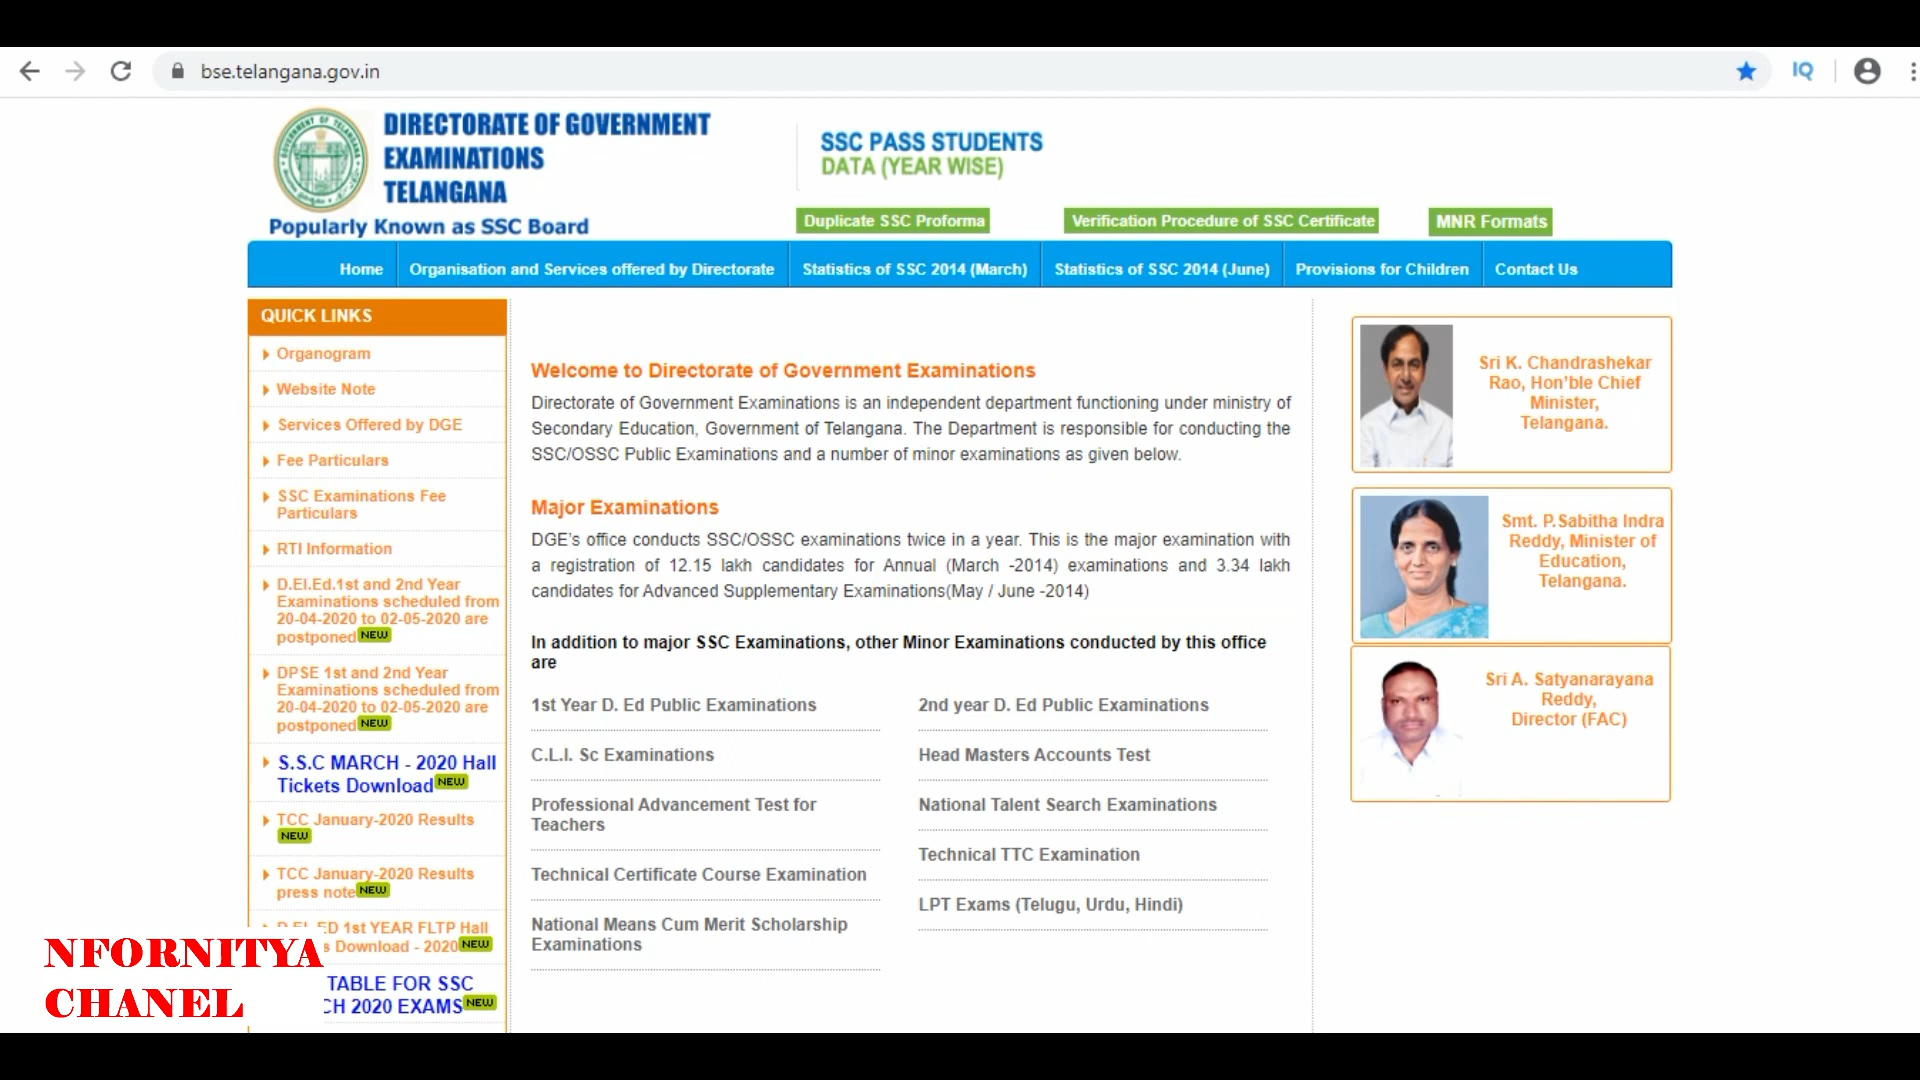 bse.telangana.gov.in
IQ
DIRECTORATE OF GOVERNMENT
EXAMINATIONS
TELANGANA
Popularly Known as SSC Board
SSC PASS STUDENTS
DATA (YEAR WISE)
Duplicate SSC Proforma
Verification Procedure of SSC Certificate
MNR Formats
Home
Organisation and Services offered by Directorate
Statistics of SSC 2014 (March)
Statistics of SSC 2014 (June)
Provisions for Children
Contact Us
QUICK LINKS
Organogram
Website Note
Services Offered by DGE
Fee Particulars
SSC Examinations Fee
Particulars
RTI Information
D.El.Ed.1st and 2nd Year
Examinations scheduled from
20-04-2020 to 02-05-2020 are
postponed NEW
DPSE 1st and 2nd Year
Examinations scheduled from
20-04-2020 to 02-05-2020 are
postponed NEW
S.S.C MARCH - 2020 Hall
Tickets Download NEW
TCC January-2020 Results
NEW
TCC January-2020 Results
press note NEW
1st YEAR FLTP Hall
Download - 2020 NEW
TABLE FOR SSC
2020 EXAMS NEW
Welcome to Directorate of Government Examinations
Directorate of Government Examinations is an independent department functioning under ministry of
Secondary Education, Government of Telangana. The Department is responsible for conducting the
SSC/OSSC Public Examinations and a number of minor examinations as given below.
Major Examinations
DGE's office conducts SSC/OSSC examinations twice in a year. This is the major examination with
a registration of 12.15 lakh candidates for Annual (March -2014) examinations and 3.34 lakh
candidates for Advanced Supplementary Examinations(May / June -2014)
In addition to major SSC Examinations, other Minor Examinations conducted by this office
are
1st Year D. Ed Public Examinations
C.L.I. Sc Examinations
Professional Advancement Test for
Teachers
Technical Certificate Course Examination
National Means Cum Merit Scholarship
Examinations
2nd year D. Ed Public Examinations
Head Masters Accounts Test
National Talent Search Examinations
Technical TTC Examination
LPT Exams (Telugu, Urdu, Hindi)
Sri K. Chandrashekar
Rao, Hon'ble Chief
Minister,
Telangana.
Smt. P.Sabitha Indra
Reddy, Minister of
Education,
Telangana.
Sri A. Satyanarayana
Reddy,
Director (FAC)
NFORNITYA
CHANEL